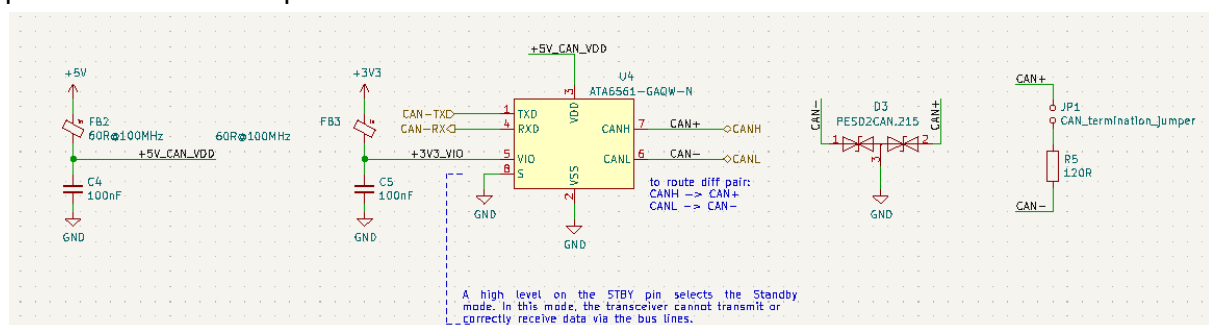 +5V
FB2
60R@100MHz
+5V_CAN_VDD
C4
100nF
GND
+3V3
FB3
60R@100MHz
+3V3_VIO
C5
100nF
GND
+5V_CAN_VDD
U4
ATA6561-GAQW-N
CAN-TX
CAN-RX
1
4
5
8
TXD
RXD
VIO
S
3
VDD
VSS
2
CANH
CANL
7
6
CAN+
CAN-
CANH
CANL
GND
GND
to route diff pair:
CANH -> CAN+
CANL -> CAN-
A high level on the STBY pin selects the Standby
mode. In this mode, the transceiver cannot transmit or
correctly receive data via the bus lines.
CAN-
D3
PESD2CAN,215
CAN+
1
2
3
GND
CAN+
JP1
CAN_termination_jumper
R5
120R
CAN-